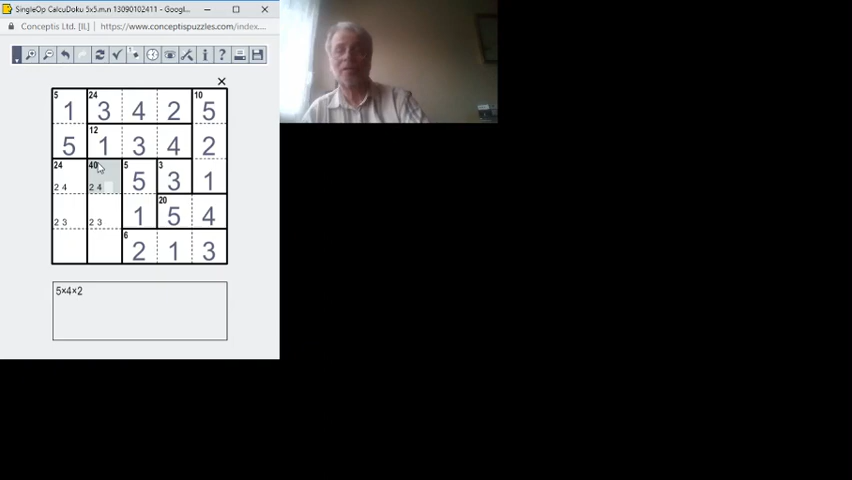 SingleOp CalcuDoku 5x5.m.n 13090102411 - Googl...
Conceptis Ltd. [IL] https://www.conceptispuzzles.com/index....
5 24 10
1 3 4 2 5
12
5 1 3 4 2
24 40 5 3
2 4 2 4 5 3 1
20
2 3 2 3 1 5 4
6
2 1 3
5×4×2